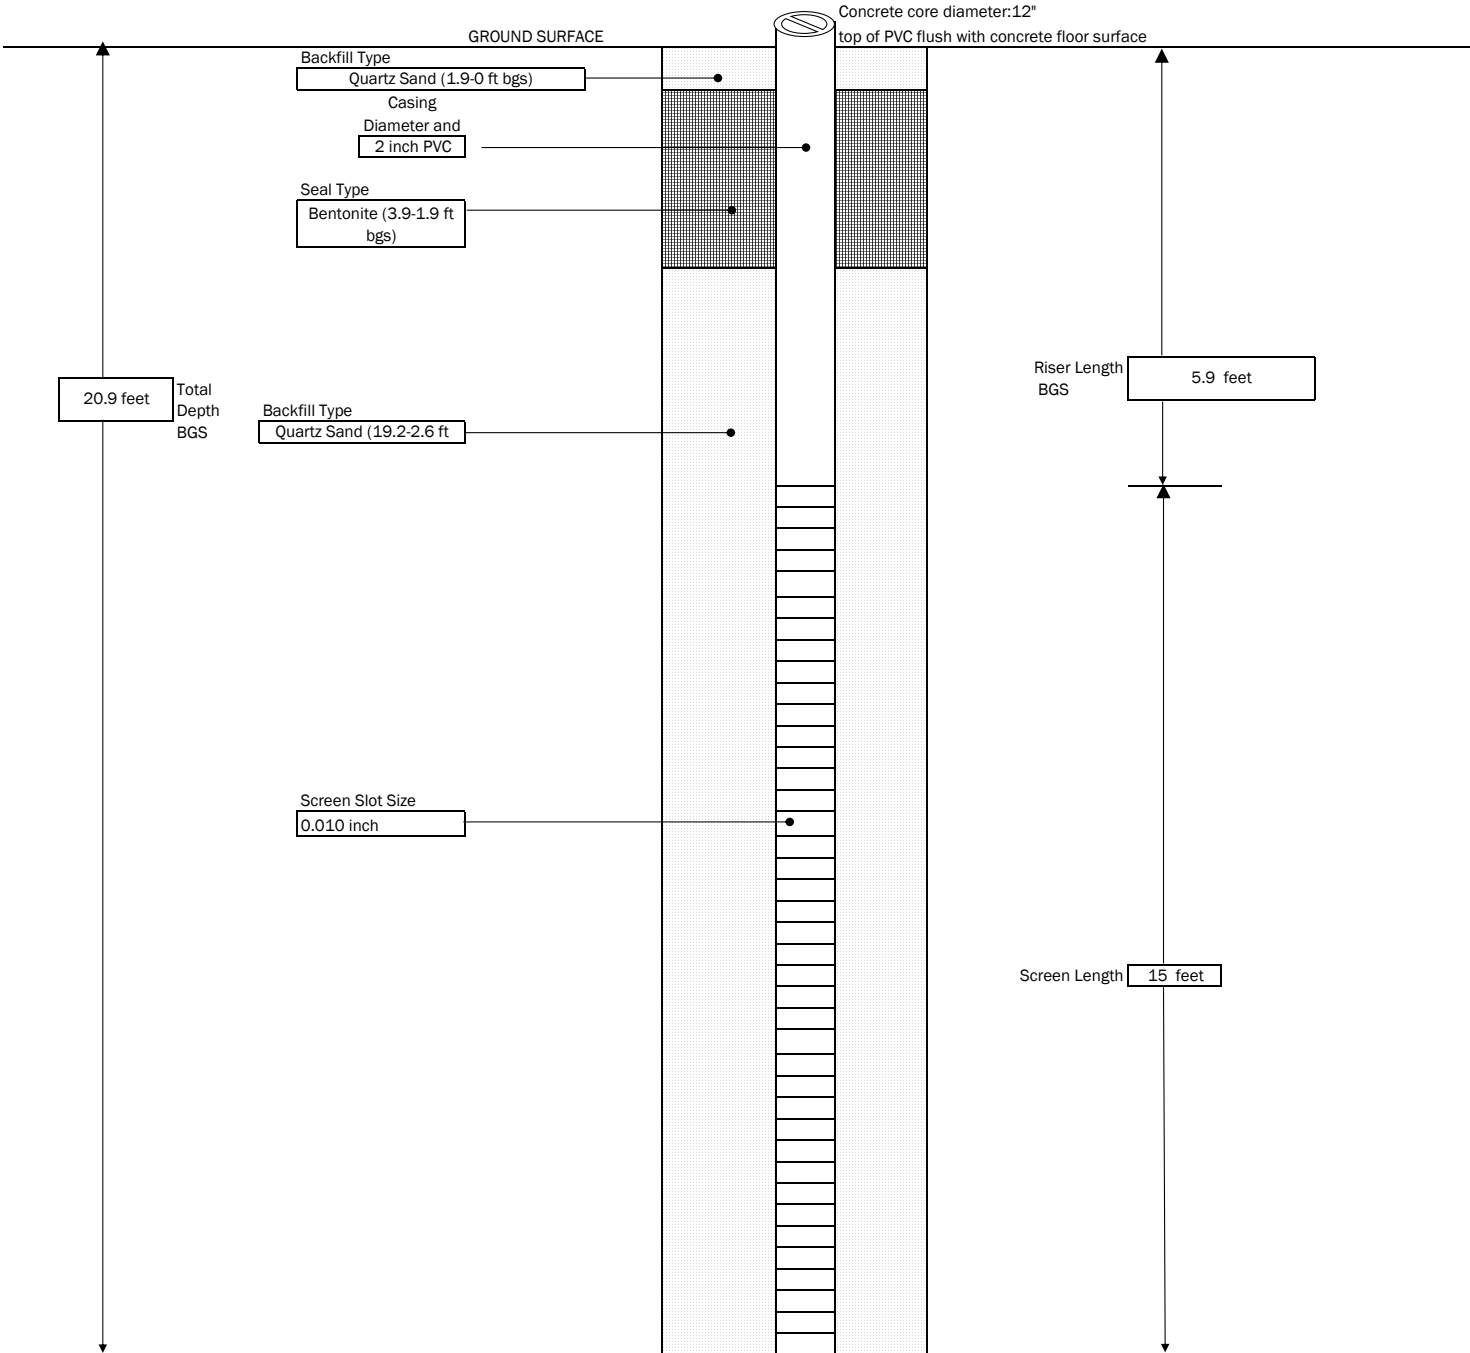 Concrete core diameter:12"
GROUND SURFACE
top of PVC flush with concrete floor surface
Backfill Type
Quartz Sand (1.9-0 ft bgs)
Casing
Diameter and
2 inch PVC
Seal Type
Bentonite (3.9-1.9 ft
bgs)
Riser Length
BGS
5.9 feet
20.9 feet
Total
Depth
BGS
Backfill Type
Quartz Sand (19.2-2.6 ft
Screen Slot Size
0.010 inch
Screen Length
15 feet